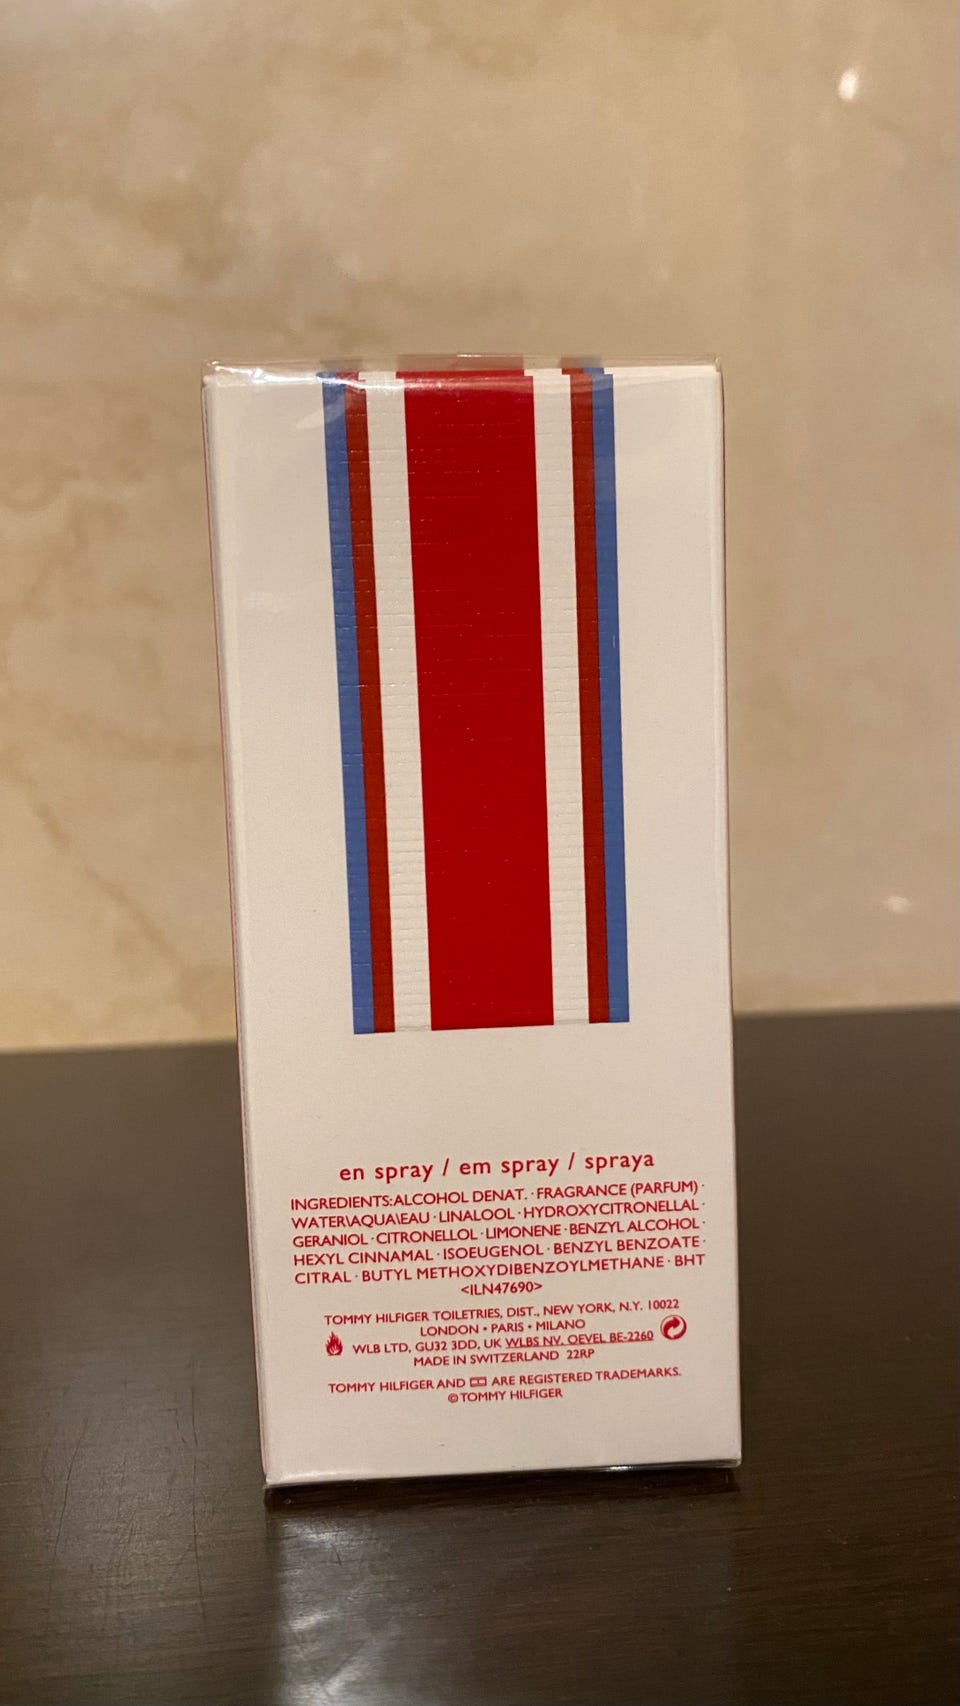 en spray / em spray / spraya
INGREDIENTS:ALCOHOL DENAT. · FRAGRANCE (PARFUM) ·
WATER\AQUA\EAU · LINALOOL · HYDROXYCITRONELLAL ·
GERANIOL · CITRONELLOL · LIMONENE · BENZYL ALCOHOL ·
HEXYL CINNAMAL · ISOEUGENOL · BENZYL BENZOATE ·
CITRAL · BUTYL METHOXYDIBENZOYLMETHANE · BHT
<ILN47690>
TOMMY HILFIGER TOILETRIES, DIST., NEW YORK, N.Y. 10022
LONDON • PARIS • MILANO
WLB LTD, GU32 3DD, UK WLBS NV, OEVEL BE-2260
MADE IN SWITZERLAND 22RP
TOMMY HILFIGER AND ARE REGISTERED TRADEMARKS.
© TOMMY HILFIGER